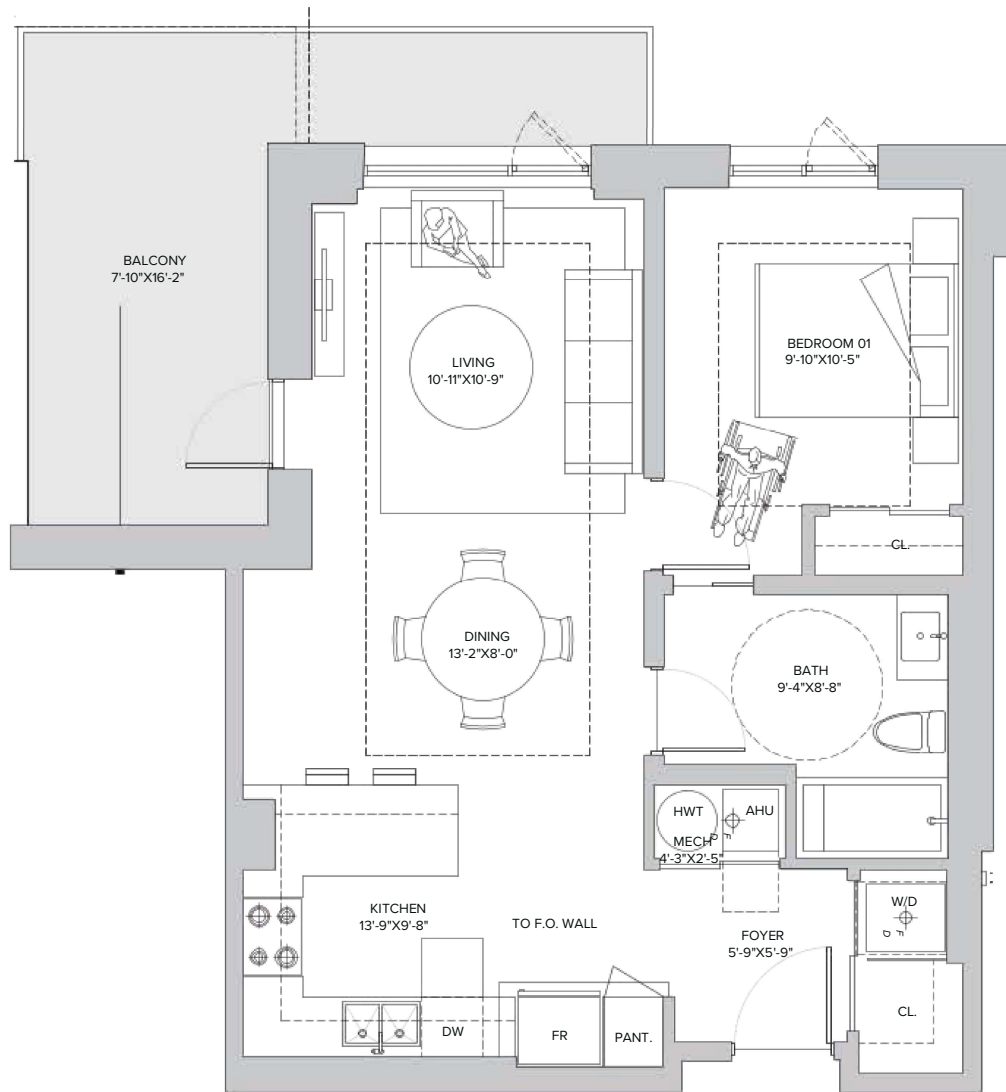 BALCONY
7'-10"X16'-2"
LIVING
10'-11"X10'-9"
BEDROOM 01
9'-10"X10'-5"
CL.
DINING
13'-2"X8'-0"
BATH
9'-4"X8'-8"
HWT
AHU
F
D
MECH
4'-3"X2'-5"
KITCHEN
13'-9"X9'-8"
TO F.O. WALL
FOYER
5'-9"X5'-9"
W/D
F
D
CL.
DW
FR
PANT.